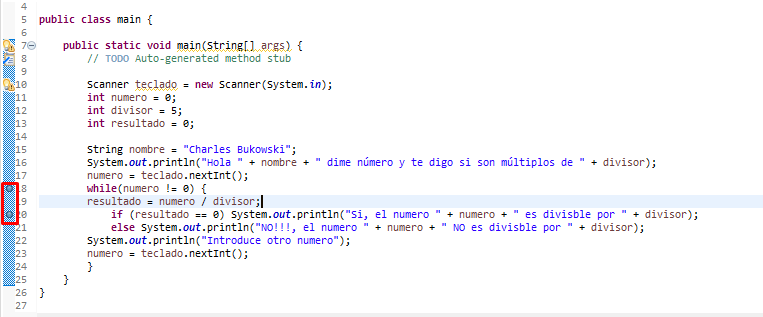 4
5 public class main {
6
7 public static void main(String[] args) {
8 // TODO Auto-generated method stub
9
10 Scanner teclado = new Scanner(System.in);
11 int numero = 0;
12 int divisor = 5;
13 int resultado = 0;
14
15 String nombre = "Charles Bukowski";
16 System.out.println("Hola " + nombre + " dime número y te digo si son múltiplos de " + divisor);
17 numero = teclado.nextInt();
18 while(numero != 0) {
19 resultado = numero / divisor;
20 if (resultado == 0) System.out.println("Si, el numero " + numero + " es divisble por " + divisor);
21 else System.out.println("NO!!!, el numero " + numero + " NO es divisble por " + divisor);
22 System.out.println("Introduce otro numero");
23 numero = teclado.nextInt();
24 }
25 }
26 }
27